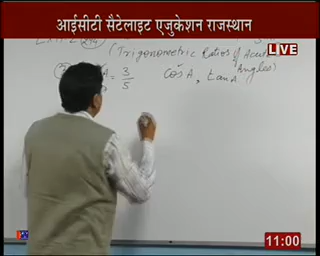 आईसीटी सैटेलाइट एजुकेशन राजस्थान
LIVE
(Trigonometric Ratios of Acute
Angles)
A = 3/5
cos A, tan A
11:00